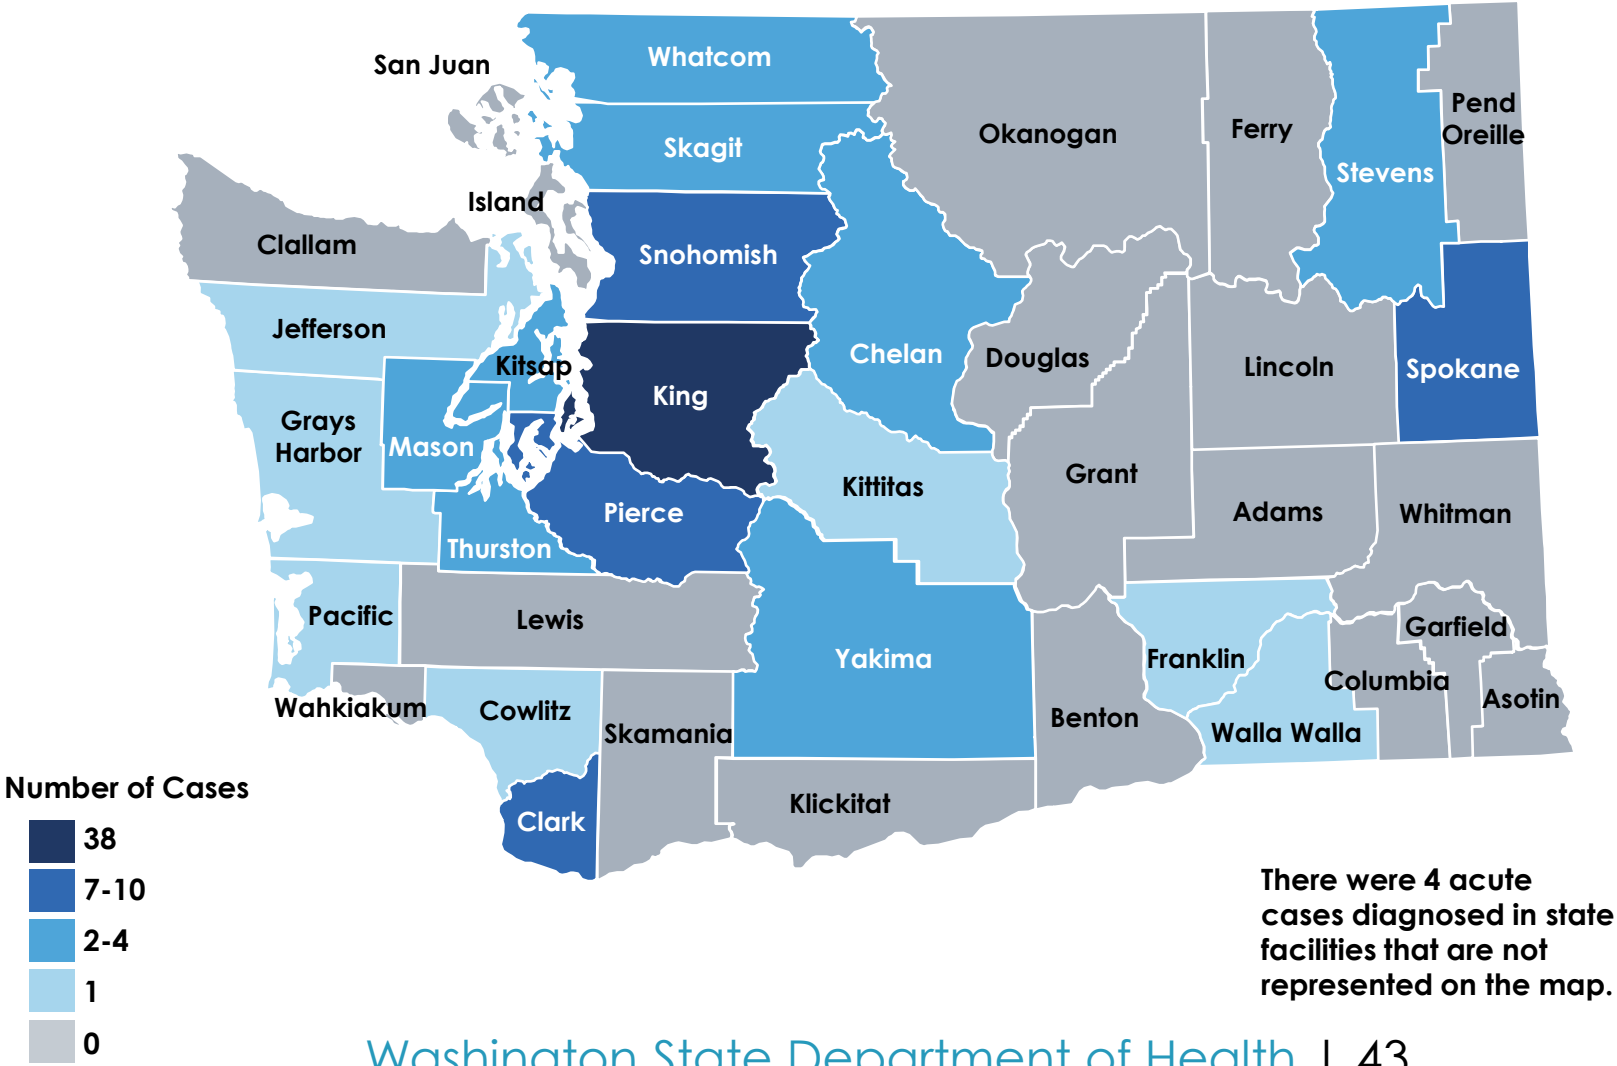 Whatcom
San Juan
Skagit
Okanogan
Ferry
Stevens
Pend
Oreille
Island
Clallam
Snohomish
Jefferson
Kitsap
King
Chelan
Douglas
Lincoln
Spokane
Grays
Harbor
Mason
Kittitas
Grant
Pierce
Adams
Whitman
Thurston
Pacific
Lewis
Yakima
Franklin
Garfield
Columbia
Asotin
Wahkiakum
Cowlitz
Skamania
Benton
Walla Walla
Klickitat
Clark
Number of Cases
38
7-10
2-4
1
0
There were 4 acute
cases diagnosed in state
facilities that are not
represented on the map.
Washington State Department of Health | 43